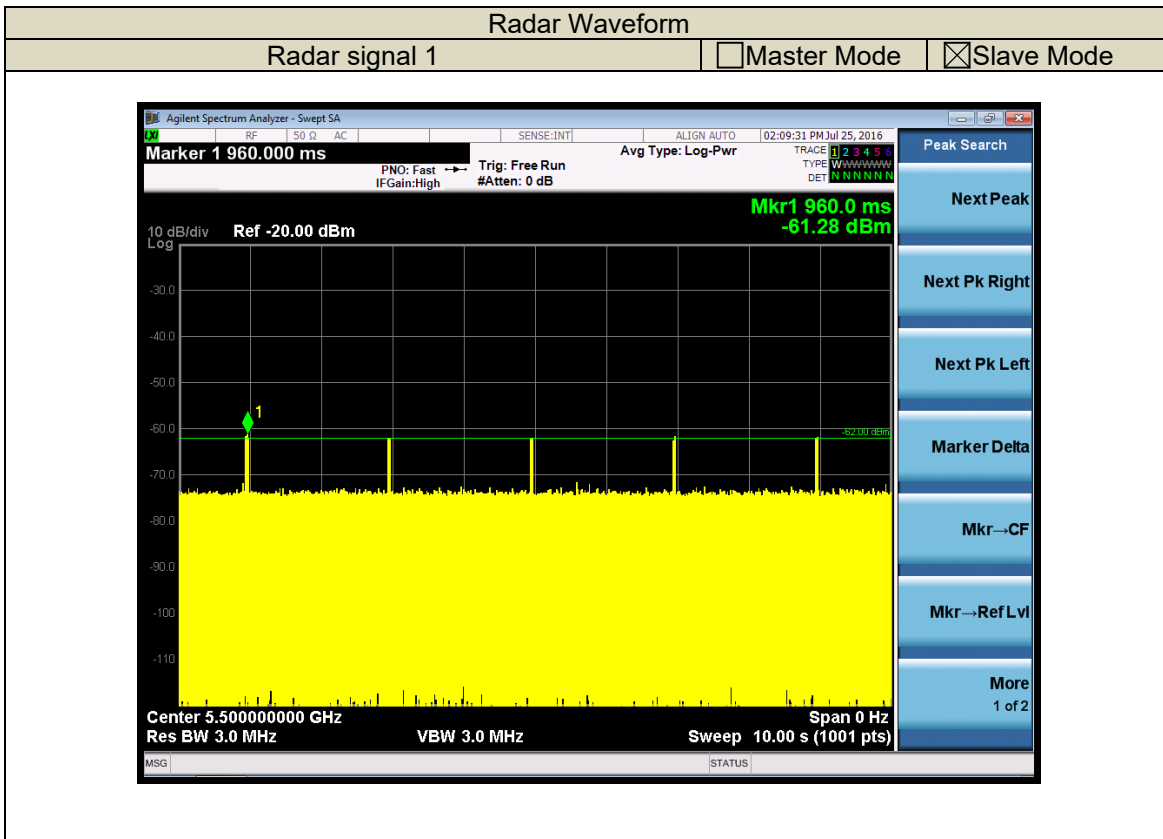 Radar Waveform
Radar signal 1 Master Mode Slave Mode
Agilent Spectrum Analyzer - Swept SA
RF 50 Ω AC SENSE:INT ALIGN AUTO 02:09:31 PM Jul 25, 2016
Marker 1 960.000 ms
PNO: Fast
IFGain:High
Trig: Free Run
#Atten: 0 dB
Avg Type: Log-Pwr
TRACE 1 2 3 4 5 6
TYPE WWWWWW
DET N N N N N N
Mkr1 960.0 ms
-61.28 dBm
10 dB/div Ref -20.00 dBm
Log
-30.0
-40.0
-50.0
1
-60.0
-62.00 dBm
-70.0
-80.0
-90.0
-100
-110
Center 5.500000000 GHz Span 0 Hz
Res BW 3.0 MHz VBW 3.0 MHz Sweep 10.00 s (1001 pts)
MSG STATUS
Peak Search
Next Peak
Next Pk Right
Next Pk Left
Marker Delta
Mkr→CF
Mkr→Ref Lvl
More
1 of 2